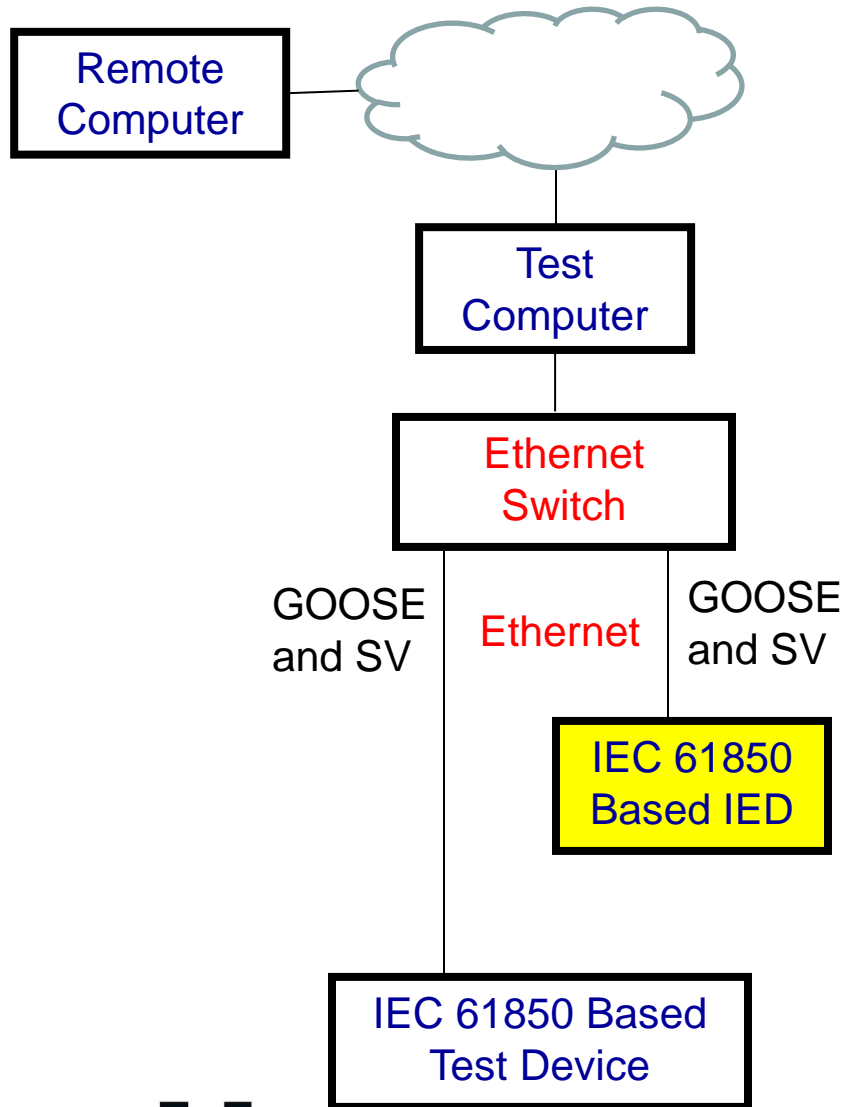 Remote
Computer
Test
Computer
Ethernet
Switch
GOOSE
and SV
Ethernet
GOOSE
and SV
IEC 61850
Based IED
IEC 61850 Based
Test Device